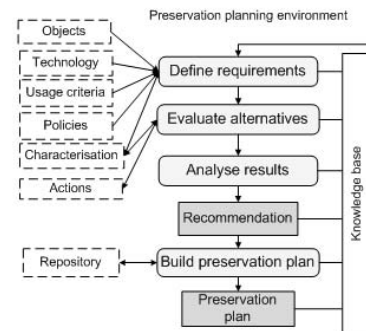 Preservation planning environment
Objects
Technology
Usage criteria
Policies
Characterisation
Actions
Define requirements
Evaluate alternatives
Analyse results
Recommendation
Repository
Build preservation plan
Preservation
plan
Knowledge base